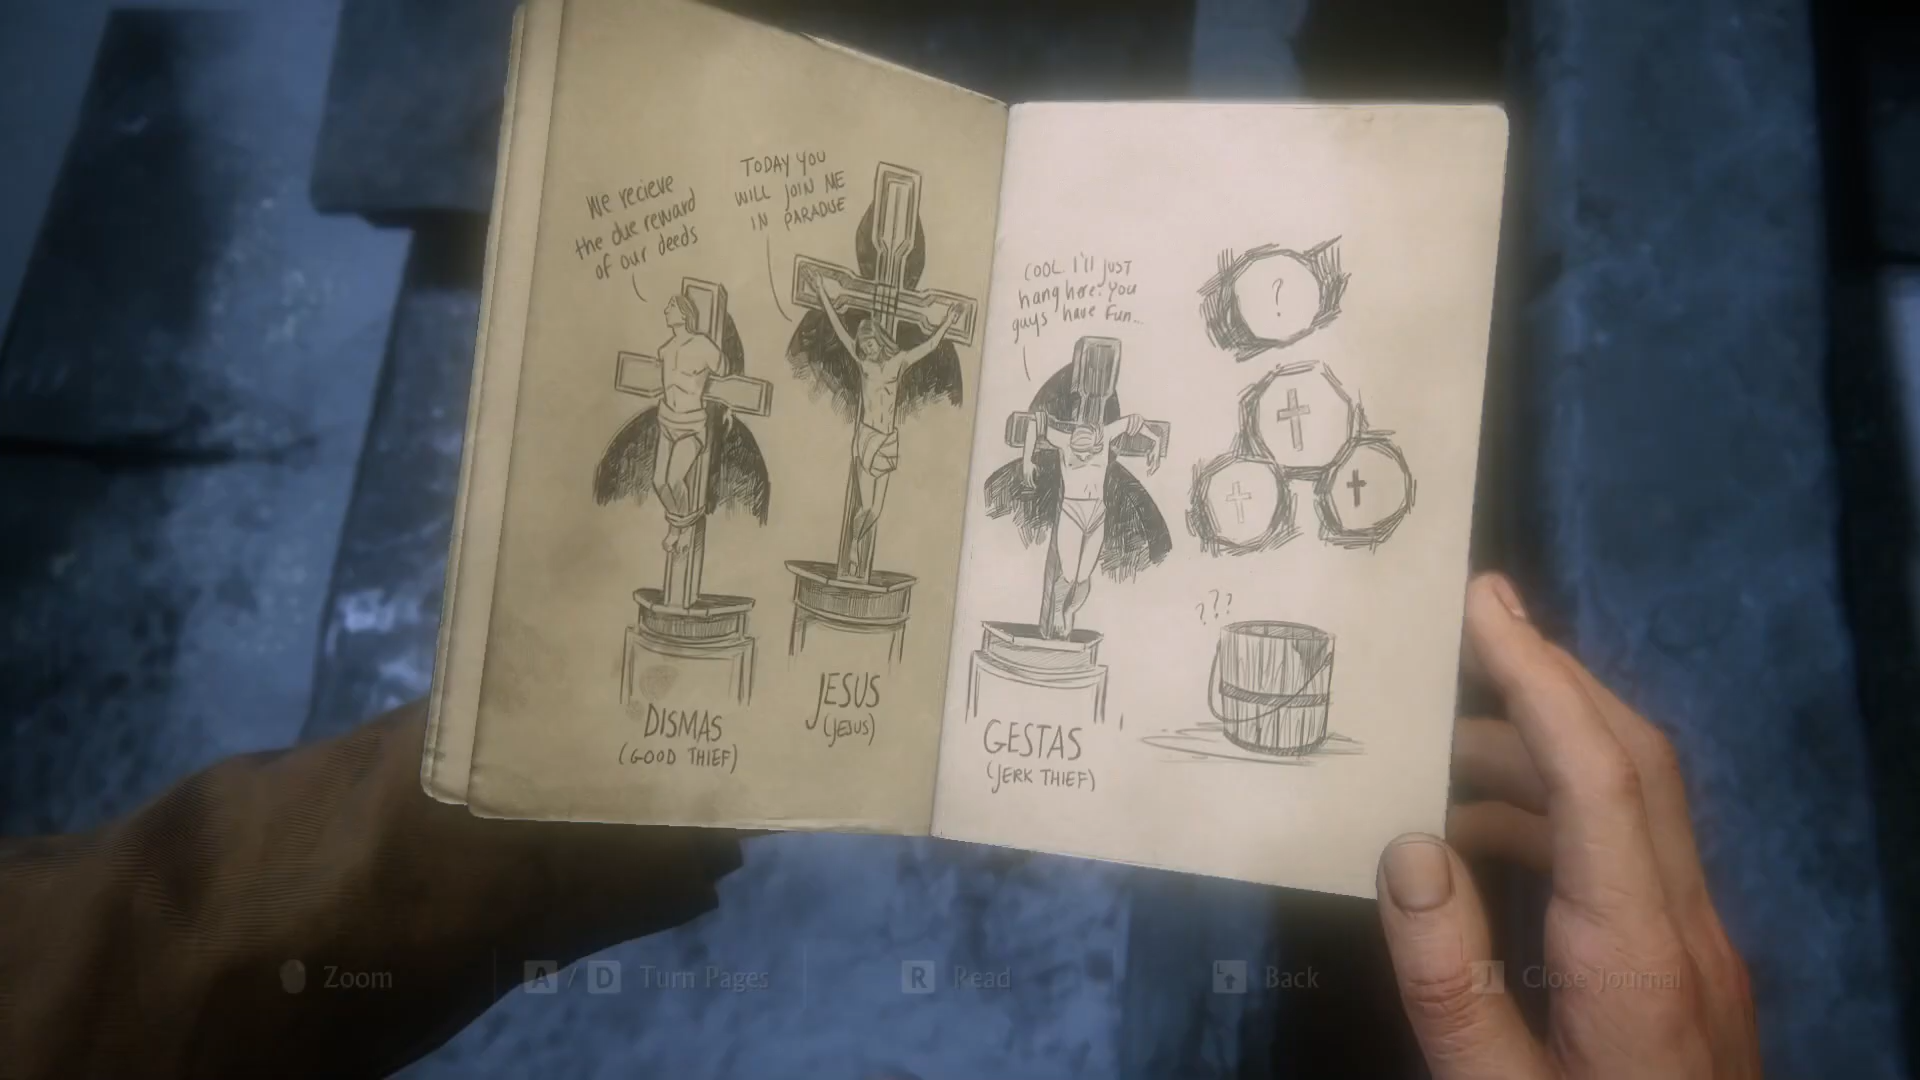 We recieve
the due reward
of our deeds
TODAY YOU
WILL JOIN ME
IN PARADISE
DISMAS
(GOOD THIEF)
JESUS
(JESUS)
COOL. I'll JUST
hang here. You
guys have fun...
GESTAS
(JERK THIEF)
?
???
Zoom
A / D Turn Pages
R Read
Back
J Close Journal